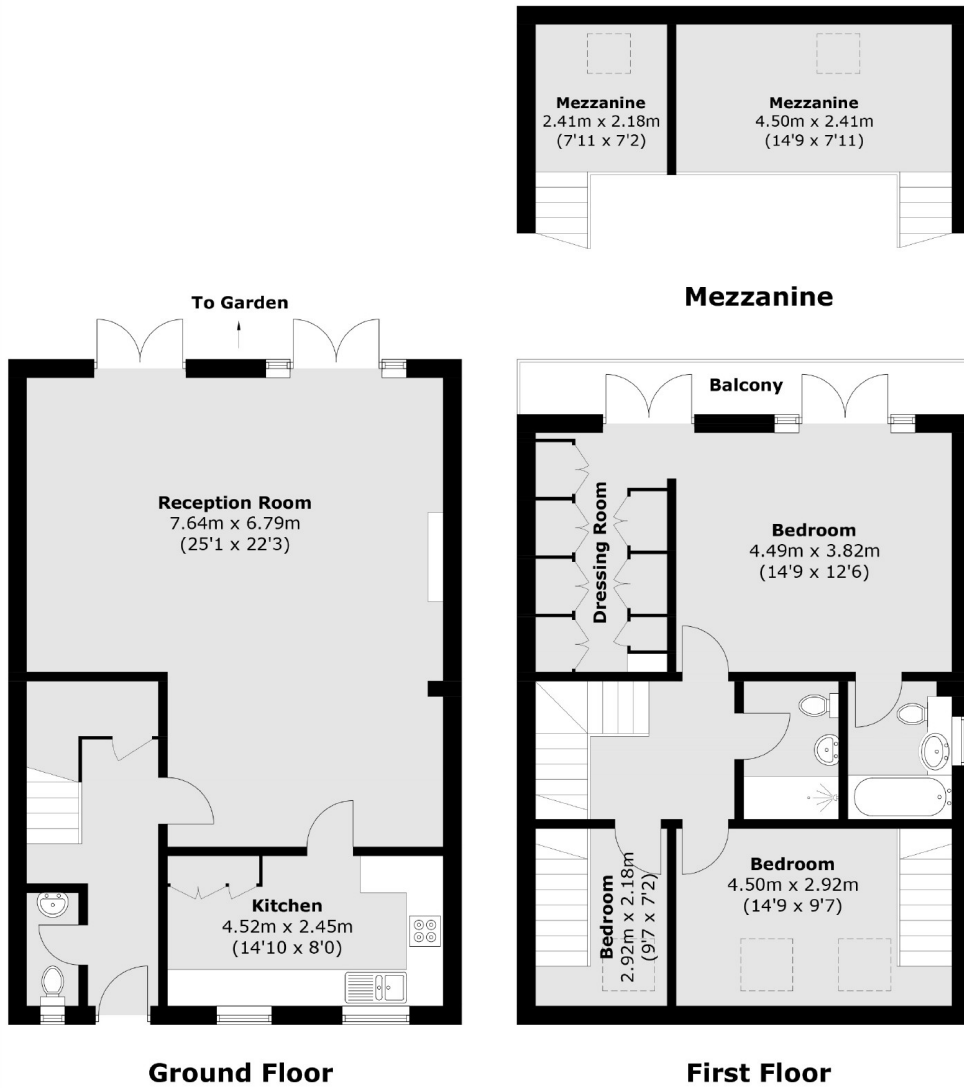 Mezzanine
2.41m x 2.18m
(7'11 x 7'2)
Mezzanine
4.50m x 2.41m
(14'9 x 7'11)
Mezzanine
To Garden
Reception Room
7.64m x 6.79m
(25'1 x 22'3)
Kitchen
4.52m x 2.45m
(14'10 x 8'0)
Ground Floor
Balcony
Dressing Room
Bedroom
4.49m x 3.82m
(14'9 x 12'6)
Bedroom
2.92m x 2.18m
(9'7 x 7'2)
Bedroom
4.50m x 2.92m
(14'9 x 9'7)
First Floor